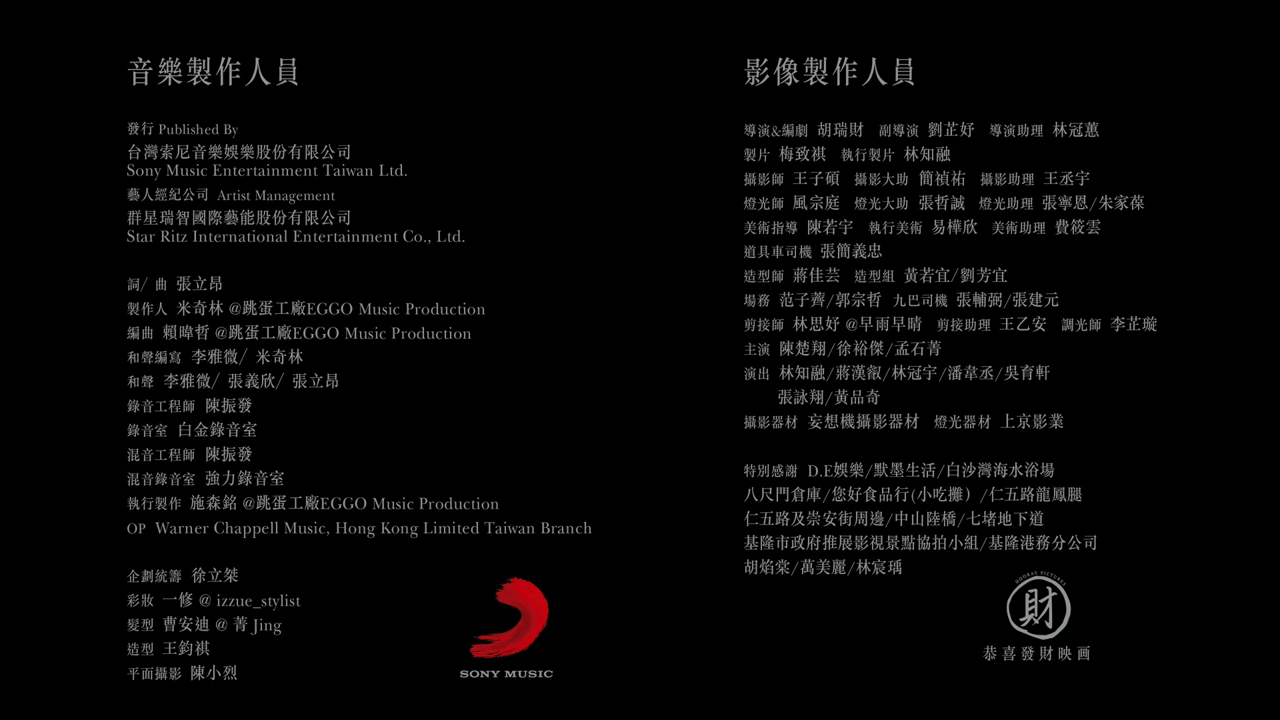 音樂製作人員
發行 Published By
台灣索尼音樂娛樂股份有限公司
Sony Music Entertainment Taiwan Ltd.
藝人經紀公司 Artist Management
群星瑞智國際藝能股份有限公司
Star Ritz International Entertainment Co., Ltd.
詞/ 曲 張立昂
製作人 米奇林 @跳蛋工廠EGGO Music Production
編曲 賴暐哲 @跳蛋工廠EGGO Music Production
和聲編寫 李雅微/ 米奇林
和聲 李雅微/ 張義欣/ 張立昂
錄音工程師 陳振發
錄音室 白金錄音室
混音工程師 陳振發
混音錄音室 強力錄音室
執行製作 施森銘 @跳蛋工廠EGGO Music Production
OP Warner Chappell Music, Hong Kong Limited Taiwan Branch
企劃統籌 徐立桀
彩妝 一修 @ izzue_stylist
髮型 曹安迪 @ 菁 Jing
造型 王鈞祺
平面攝影 陳小烈
SONY MUSIC
影像製作人員
導演&編劇 胡瑞財 副導演 劉芷妤 導演助理 林冠蕙
製片 梅致祺 執行製片 林知融
攝影師 王子碩 攝影大助 簡禎祐 攝影助理 王丞宇
燈光師 風宗庭 燈光大助 張哲誠 燈光助理 張寧恩/朱家葆
美術指導 陳若宇 執行美術 易樺欣 美術助理 費筱雲
道具車司機 張簡義忠
造型師 蔣佳芸 造型組 黃若宜/劉芳宜
場務 范子薺/郭宗哲 九巴司機 張輔弼/張建元
剪接師 林思妤 @早雨早晴 剪接助理 王乙安 調光師 李芷璇
主演 陳楚翔/徐裕傑/孟石菁
演出 林知融/蔣漢叡/林冠宇/潘韋丞/吳育軒
張詠翔/黃品奇
攝影器材 妄想機攝影器材 燈光器材 上京影業
特別感謝 D.E娛樂/默墨生活/白沙灣海水浴場
八尺門倉庫/您好食品行(小吃攤）/仁五路龍鳳腿
仁五路及崇安街周邊/中山陸橋/七堵地下道
基隆市政府推展影視景點協拍小組/基隆港務分公司
胡焰棠/萬美麗/林宸瑀
HOORAY PICTURES
財
恭喜發財映画